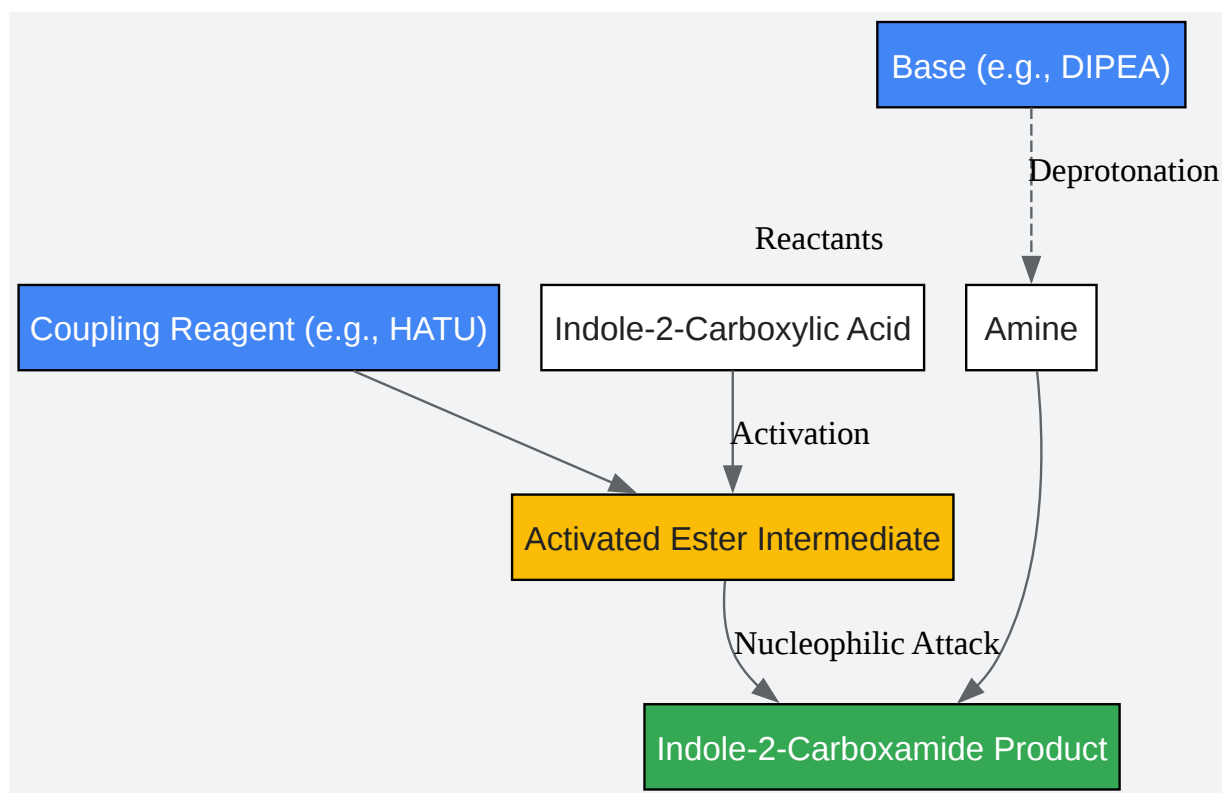 Base (e.g., DIPEA)
Deprotonation
Reactants
Coupling Reagent (e.g., HATU)
Indole-2-Carboxylic Acid
Amine
Activation
Activated Ester Intermediate
Nucleophilic Attack
Indole-2-Carboxamide Product